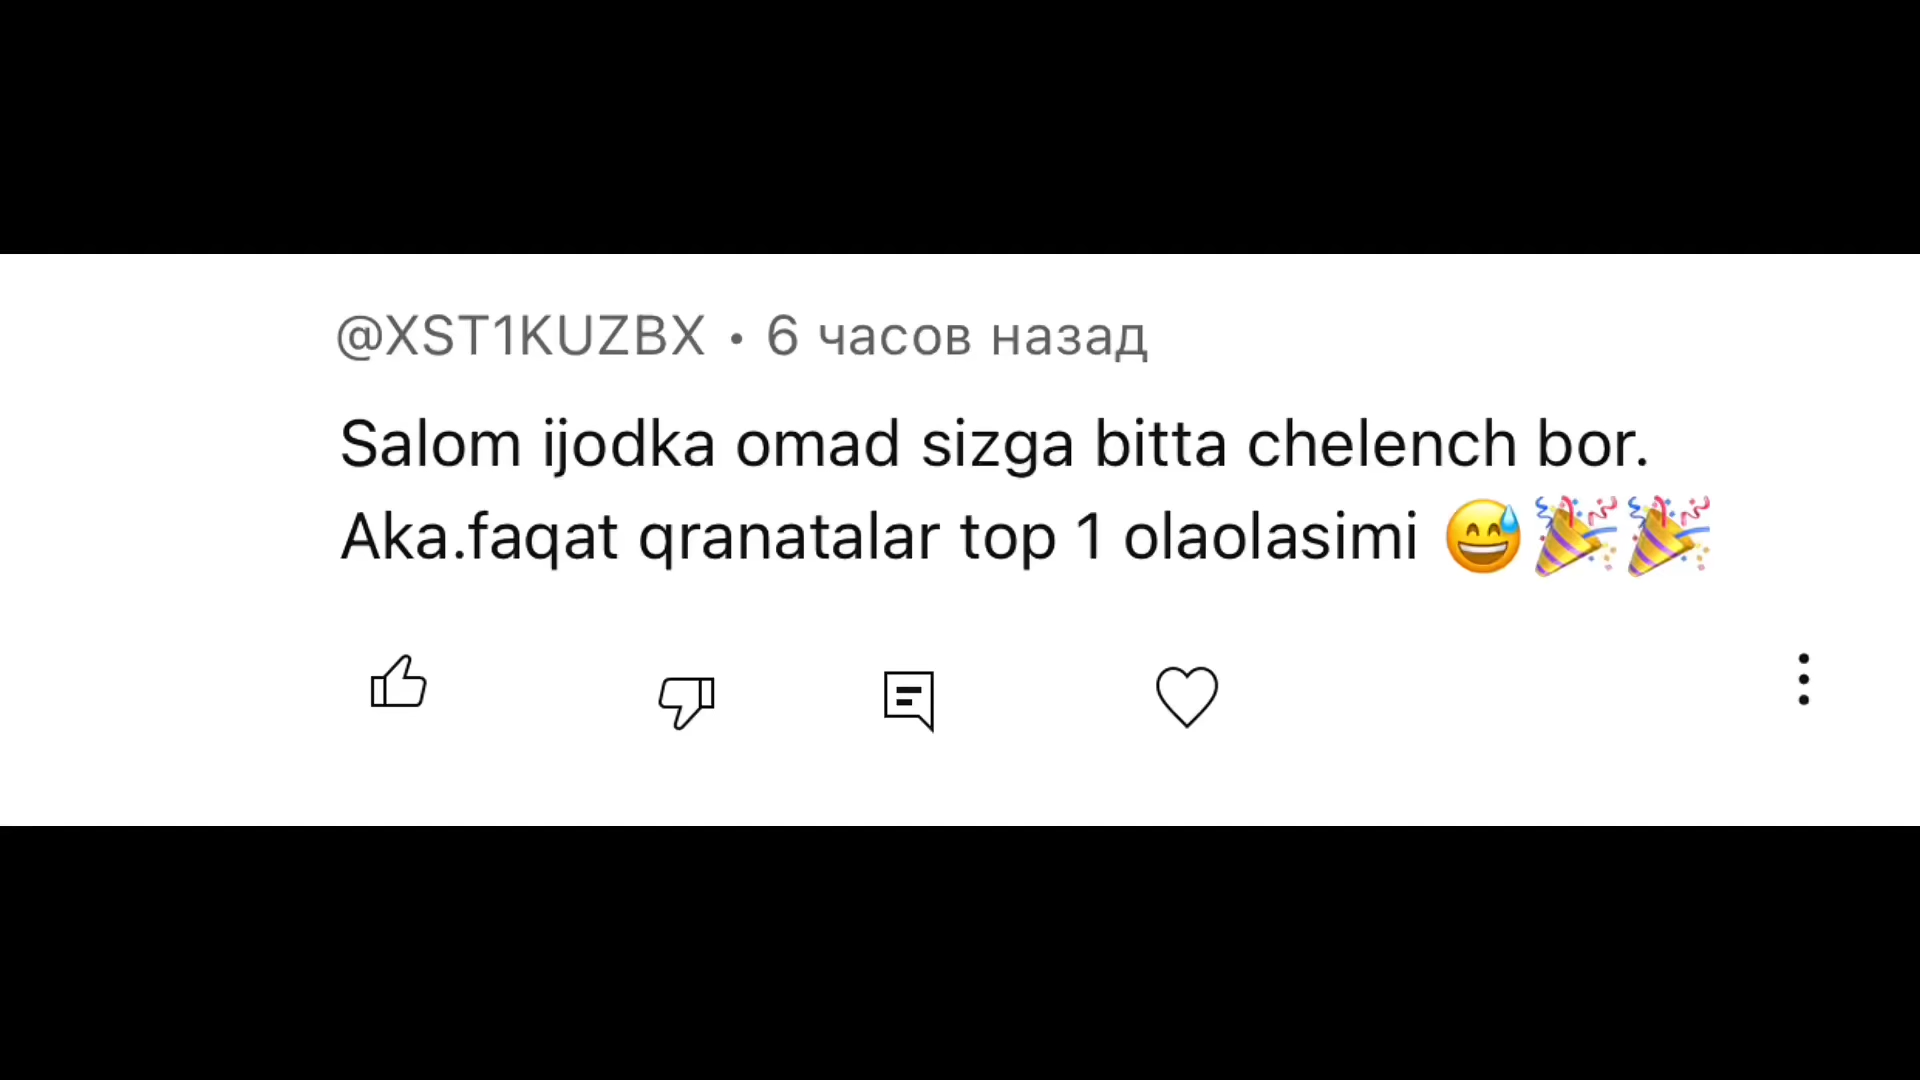 @XST1KUZBX • 6 часов назад
Salom ijodka omad sizga bitta chelench bor.
Aka.faqat qranatalar top 1 olaolasimi 😅🎉🎉